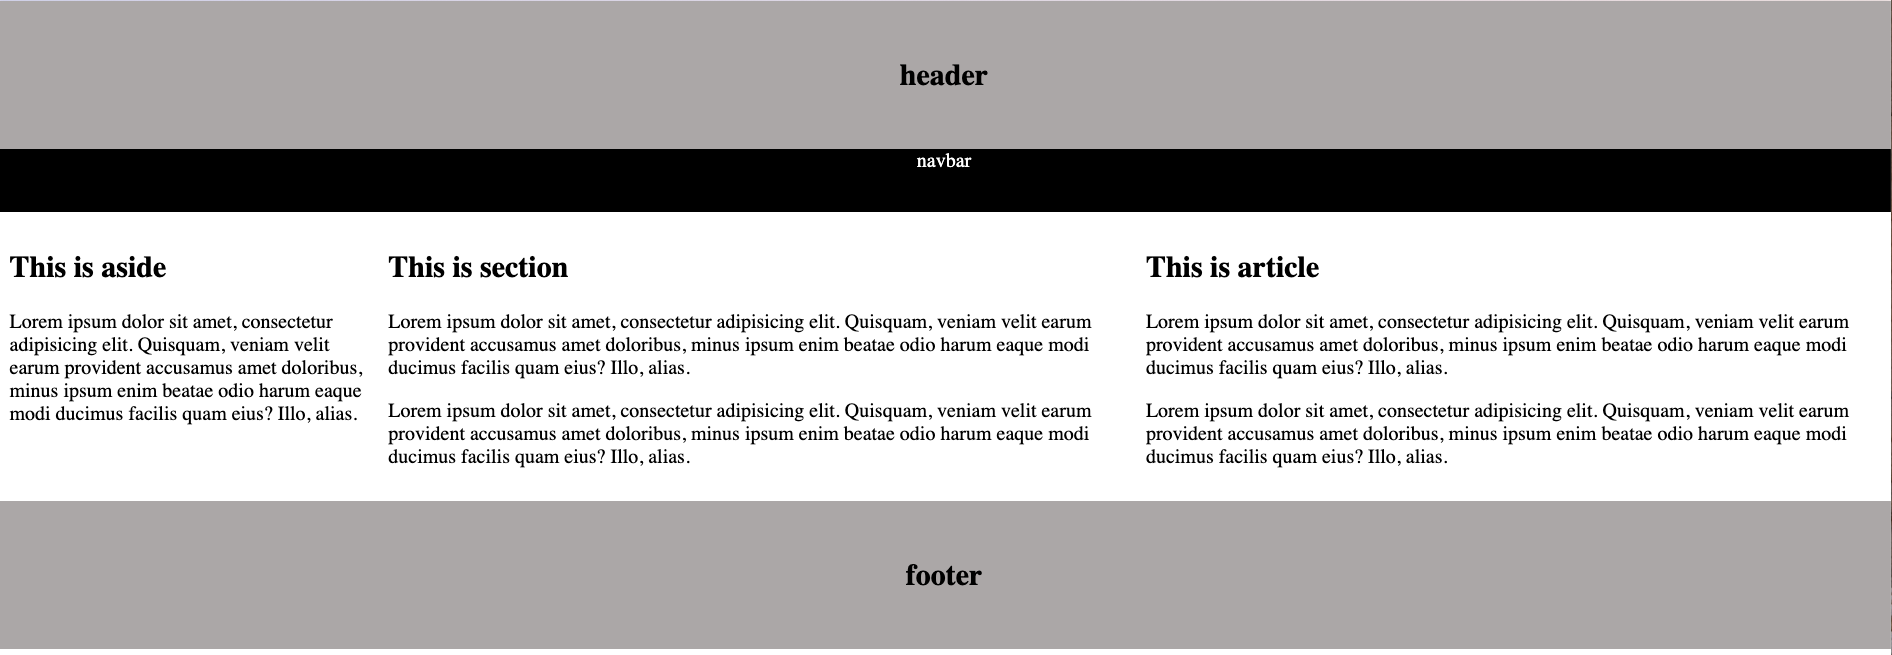 header
navbar
This is aside
Lorem ipsum dolor sit amet, consectetur
adipisicing elit. Quisquam, veniam velit
earum provident accusamus amet doloribus,
minus ipsum enim beatae odio harum eaque
modi ducimus facilis quam eius? Illo, alias.
This is section
Lorem ipsum dolor sit amet, consectetur adipisicing elit. Quisquam, veniam velit earum
provident accusamus amet doloribus, minus ipsum enim beatae odio harum eaque modi
ducimus facilis quam eius? Illo, alias.
Lorem ipsum dolor sit amet, consectetur adipisicing elit. Quisquam, veniam velit earum
provident accusamus amet doloribus, minus ipsum enim beatae odio harum eaque modi
ducimus facilis quam eius? Illo, alias.
This is article
Lorem ipsum dolor sit amet, consectetur adipisicing elit. Quisquam, veniam velit earum
provident accusamus amet doloribus, minus ipsum enim beatae odio harum eaque modi
ducimus facilis quam eius? Illo, alias.
Lorem ipsum dolor sit amet, consectetur adipisicing elit. Quisquam, veniam velit earum
provident accusamus amet doloribus, minus ipsum enim beatae odio harum eaque modi
ducimus facilis quam eius? Illo, alias.
footer